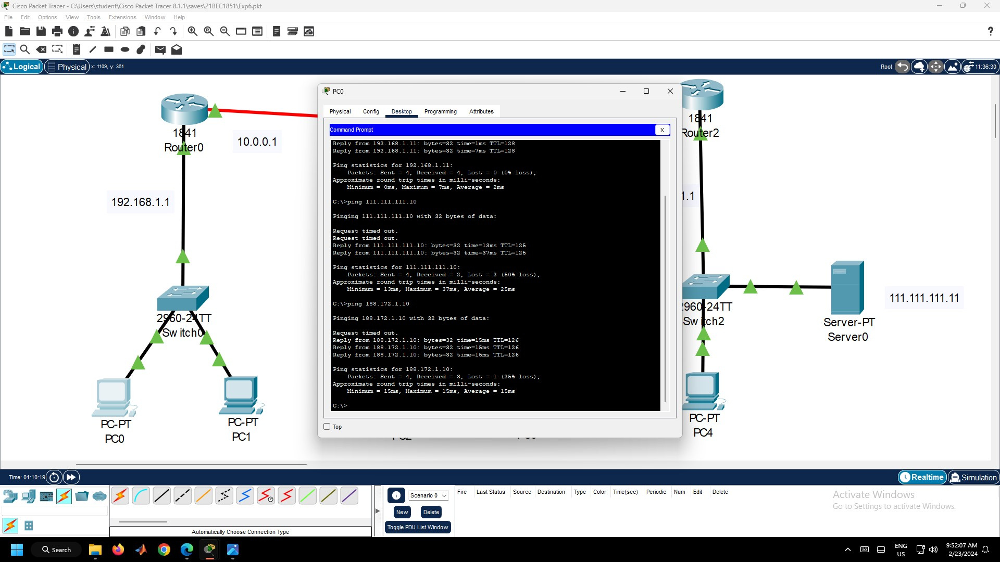 Cisco Packet Tracer - C:\Users\student\Cisco Packet Tracer 8.1.1\saves\21BEC1851\Exp6.pkt
File Edit Options View Tools Extensions Window Help
?
Logical Physical x: 1109, y: 361 Root 11:36:30
PC0
Physical Config Desktop Programming Attributes
Command Prompt X
Reply from 192.168.1.11: bytes=32 time=1ms TTL=128
Reply from 192.168.1.11: bytes=32 time=7ms TTL=128
Ping statistics for 192.168.1.11:
Packets: Sent = 4, Received = 4, Lost = 0 (0% loss),
Approximate round trip times in milli-seconds:
Minimum = 0ms, Maximum = 7ms, Average = 2ms
C:\>ping 111.111.111.10
Pinging 111.111.111.10 with 32 bytes of data:
Request timed out.
Request timed out.
Reply from 111.111.111.10: bytes=32 time=13ms TTL=125
Reply from 111.111.111.10: bytes=32 time=37ms TTL=125
Ping statistics for 111.111.111.10:
Packets: Sent = 4, Received = 2, Lost = 2 (50% loss),
Approximate round trip times in milli-seconds:
Minimum = 13ms, Maximum = 37ms, Average = 25ms
C:\>ping 188.172.1.10
Pinging 188.172.1.10 with 32 bytes of data:
Request timed out.
Reply from 188.172.1.10: bytes=32 time=15ms TTL=126
Reply from 188.172.1.10: bytes=32 time=15ms TTL=126
Reply from 188.172.1.10: bytes=32 time=15ms TTL=126
Ping statistics for 188.172.1.10:
Packets: Sent = 4, Received = 3, Lost = 1 (25% loss),
Approximate round trip times in milli-seconds:
Minimum = 15ms, Maximum = 15ms, Average = 15ms
C:\>
Top
1841
Router0
10.0.0.1
192.168.1.1
2960-24TT
Switch0
PC-PT
PC0
PC-PT
PC1
1841
Router2
1.1
2960-24TT
Switch2
Server-PT
Server0
111.111.111.11
PC-PT
PC4
Time: 01:10:19 Realtime Simulation
Scenario 0
New Delete
Toggle PDU List Window
Fire Last Status Source Destination Type Color Time(sec) Periodic Num Edit Delete
Activate Windows
Go to Settings to activate Windows.
Automatically Choose Connection Type
Search
ENG
US
9:52:07 AM
2/23/2024